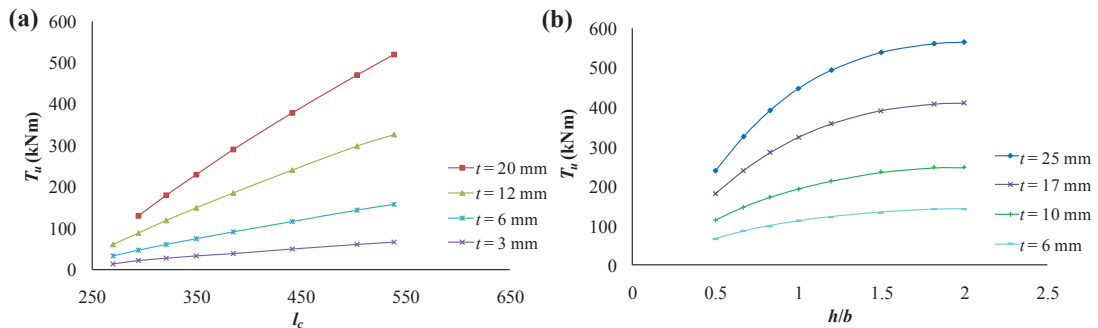 (a)
600
500
400
300
200
100
0
T_u (kNm)
250
350
450
550
650
l_c
t = 20 mm
t = 12 mm
t = 6 mm
t = 3 mm
(b)
600
500
400
300
200
100
0
T_u (kNm)
0
0.5
1
1.5
2
2.5
h/b
t = 25 mm
t = 17 mm
t = 10 mm
t = 6 mm